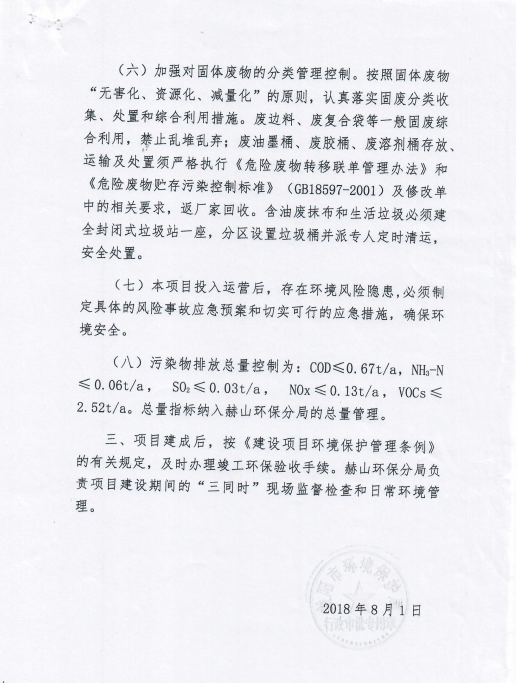 （六）加强对固体废物的分类管理控制。按照固体废物
“无害化、资源化、减量化”的原则，认真落实固废分类收
集、处置和综合利用措施。废边料、废复合袋等一般固废综
合利用，禁止乱堆乱弃；废油墨桶、废胶桶、废溶剂桶存放、
运输及处置须严格执行《危险废物转移联单管理办法》和
《危险废物贮存污染控制标准》（GB18597-2001）及修改单
中的相关要求，返厂家回收。含油废抹布和生活垃圾必须建
全封闭式垃圾站一座，分区设置垃圾桶并派专人定时清运，
安全处置。
（七）本项目投入运营后，存在环境风险隐患,必须制
定具体的风险事故应急预案和切实可行的应急措施，确保环
境安全。
（八）污染物排放总量控制为：COD≤0.67t/a，NH₃-N
≤0.06t/a， SO₂≤0.03t/a， NOx≤0.13t/a，VOCs≤
2.52t/a。总量指标纳入赫山环保分局的总量管理。
三、项目建成后，按《建设项目环境保护管理条例》
的有关规定，及时办理竣工环保验收手续。赫山环保分局负
责项目建设期间的“三同时”现场监督检查和日常环境管
理。
阳市环境保护
2018年8月1日